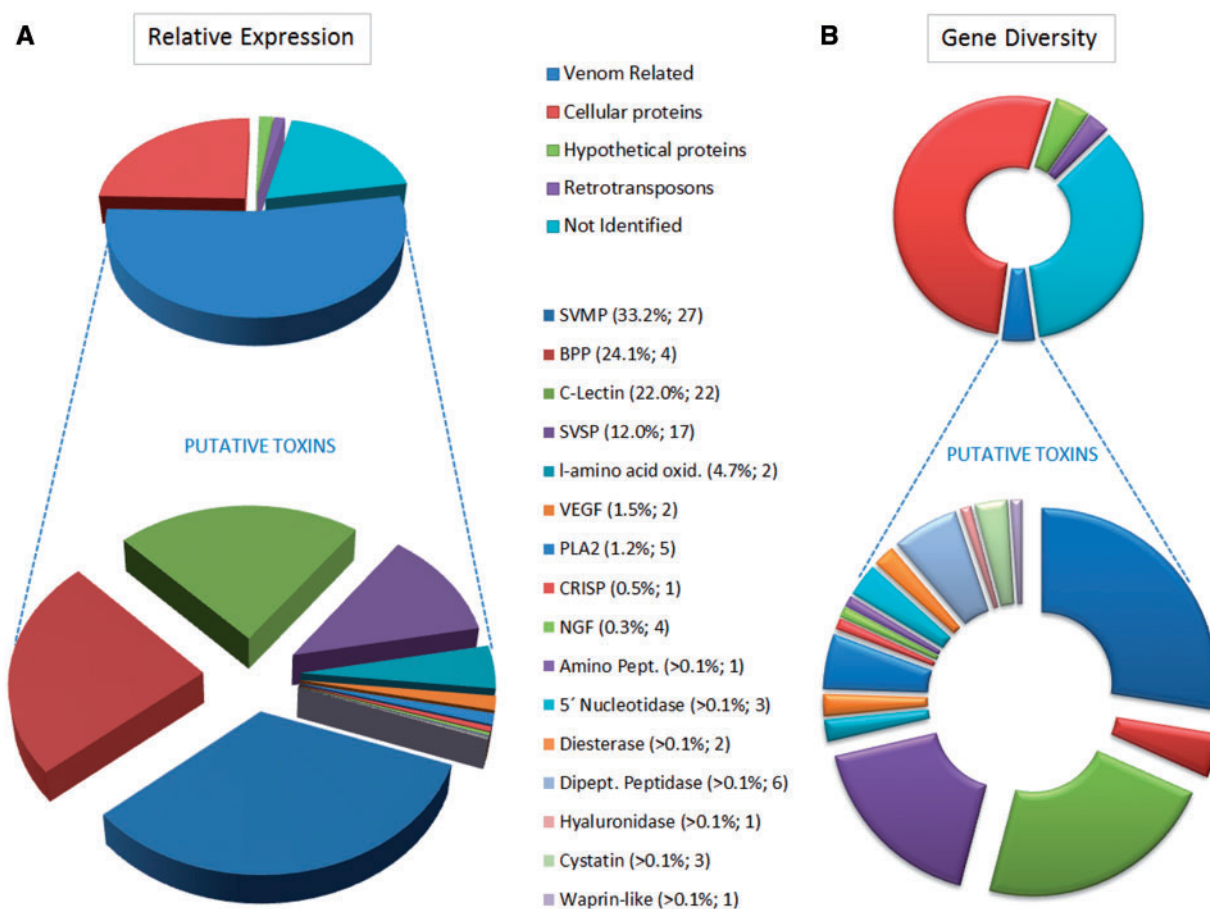 A
Relative Expression
B
Gene Diversity
Venom Related
Cellular proteins
Hypothetical proteins
Retrotransposons
Not Identified
SVMP (33.2%; 27)
BPP (24.1%; 4)
C-Lectin (22.0%; 22)
SVSP (12.0%; 17)
l-amino acid oxid. (4.7%; 2)
VEGF (1.5%; 2)
PLA2 (1.2%; 5)
CRISP (0.5%; 1)
NGF (0.3%; 4)
Amino Pept. (>0.1%; 1)
5´ Nucleotidase (>0.1%; 3)
Diesterase (>0.1%; 2)
Dipept. Peptidase (>0.1%; 6)
Hyaluronidase (>0.1%; 1)
Cystatin (>0.1%; 3)
Waprin-like (>0.1%; 1)
PUTATIVE TOXINS
PUTATIVE TOXINS